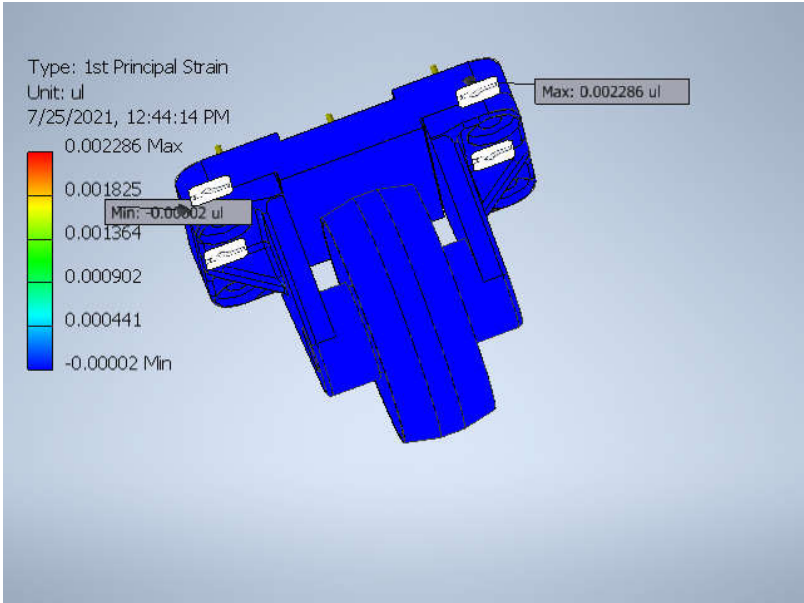 Type: 1st Principal Strain
Unit: ul
7/25/2021, 12:44:14 PM
0.002286 Max
Max: 0.002286 ul
0.001825
Min: -0.00002 ul
0.001364
0.000902
0.000441
-0.00002 Min